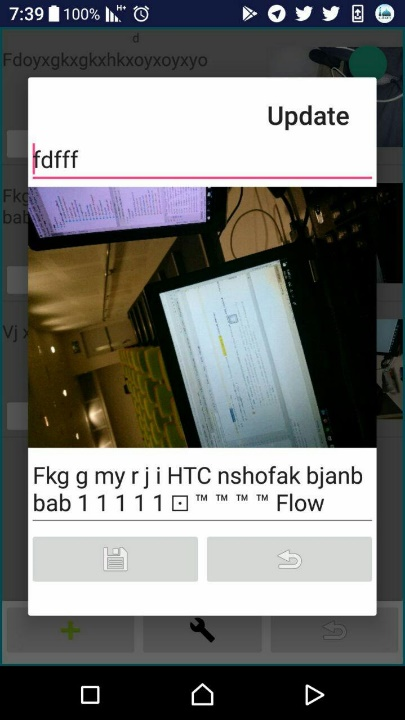 7:39 100% H+
d
Fdoyxgkxgkxhkxoyxoyxyo
Update
fdfff
Fkg
bab
Vj x
Fkg g my r j i HTC nshofak bjanb
bab 1 1 1 1 1 ⊡ ™ ™ ™ ™ Flow